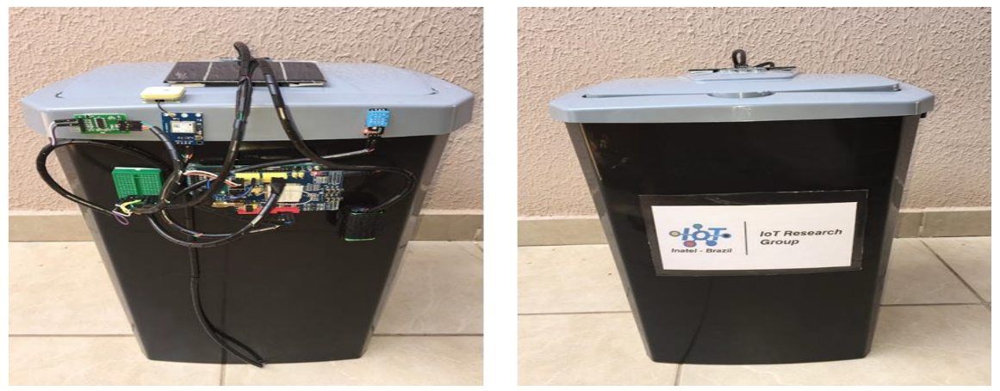 IoT
Inatel - Brazil
IoT Research
Group